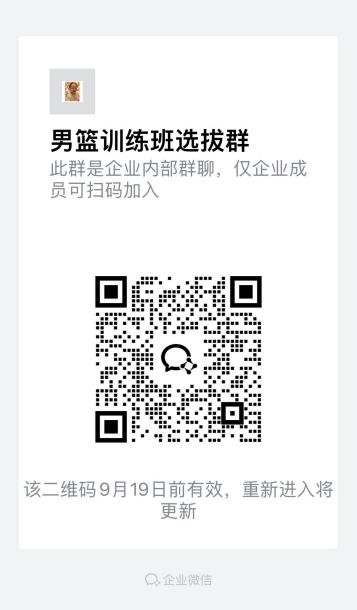 男篮训练班选拔群
此群是企业内部群聊，仅企业成
员可扫码加入
该二维码9月19日前有效，重新进入将
更新
企业微信